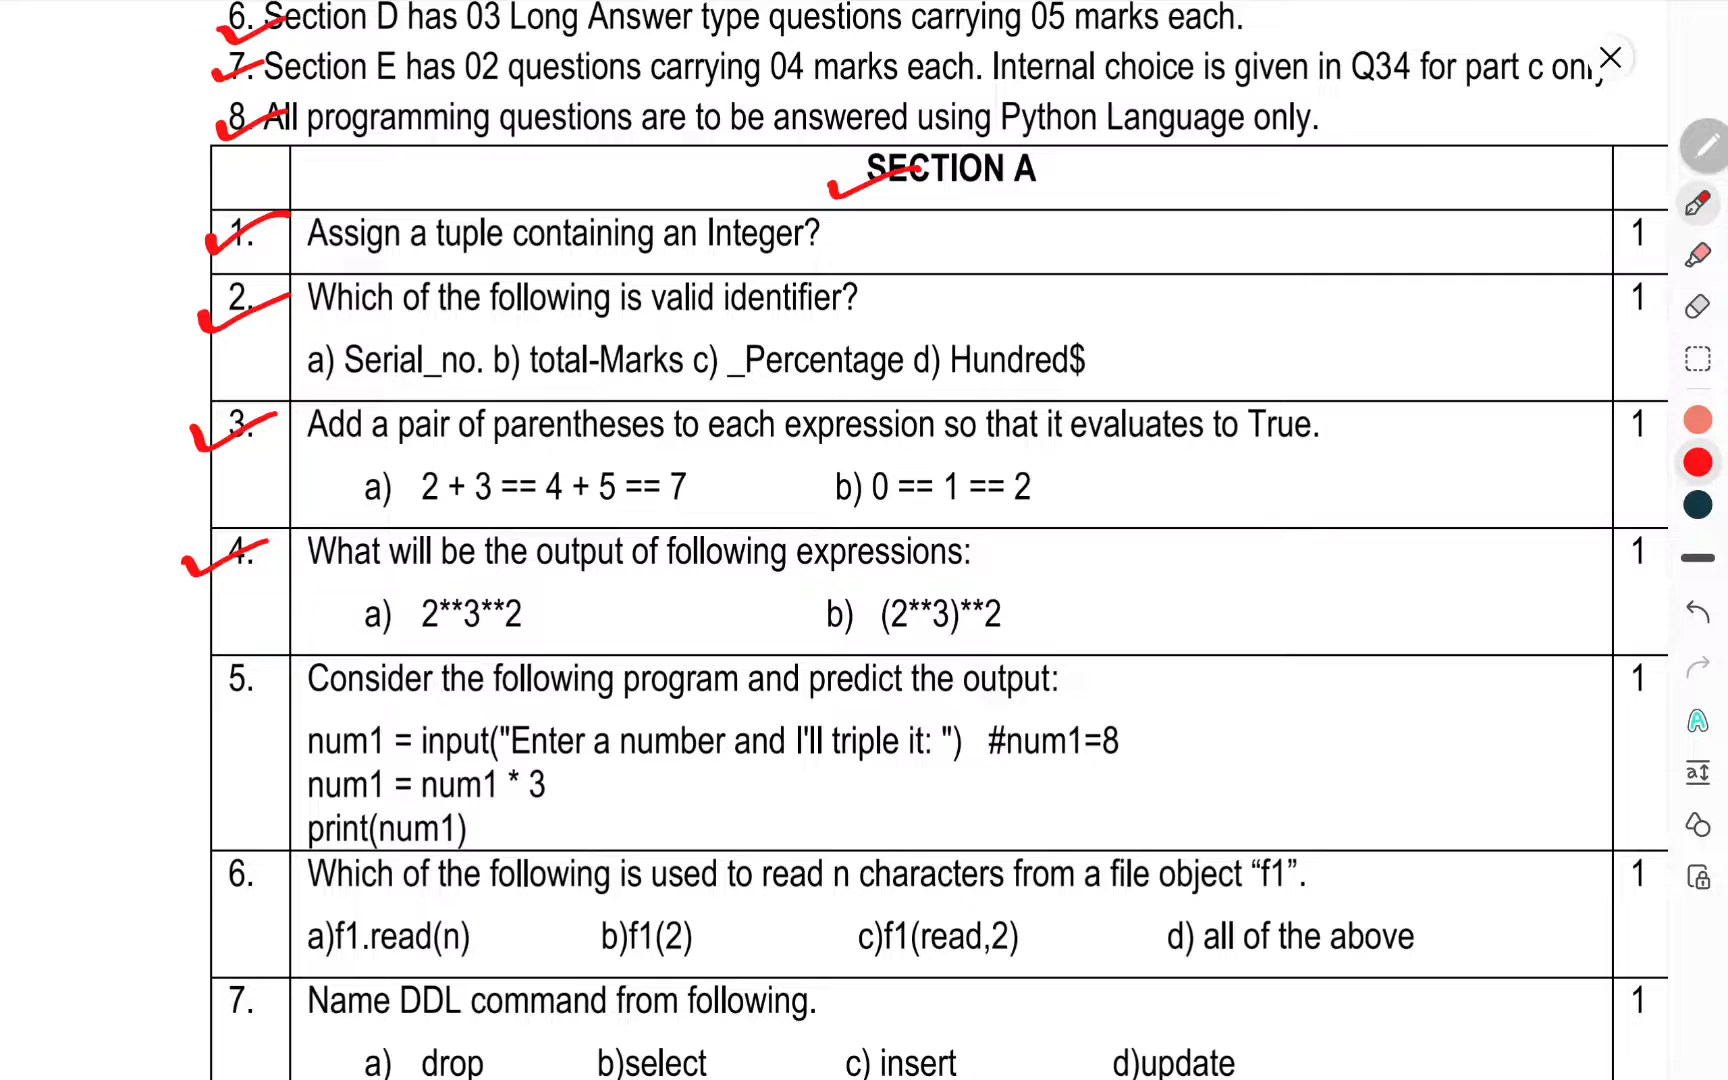 6. Section D has 03 Long Answer type questions carrying 05 marks each.
7. Section E has 02 questions carrying 04 marks each. Internal choice is given in Q34 for part c only
8. All programming questions are to be answered using Python Language only.
SECTION A
1. Assign a tuple containing an Integer? 1
2. Which of the following is valid identifier? 1
a) Serial_no. b) total-Marks c) _Percentage d) Hundred$
3. Add a pair of parentheses to each expression so that it evaluates to True. 1
a) 2 + 3 == 4 + 5 == 7 b) 0 == 1 == 2
4. What will be the output of following expressions: 1
a) 2**3**2 b) (2**3)**2
5. Consider the following program and predict the output: 1
num1 = input("Enter a number and I'll triple it: ") #num1=8
num1 = num1 * 3
print(num1)
6. Which of the following is used to read n characters from a file object “f1”. 1
a)f1.read(n) b)f1(2) c)f1(read,2) d) all of the above
7. Name DDL command from following. 1
a) drop b)select c) insert d)update